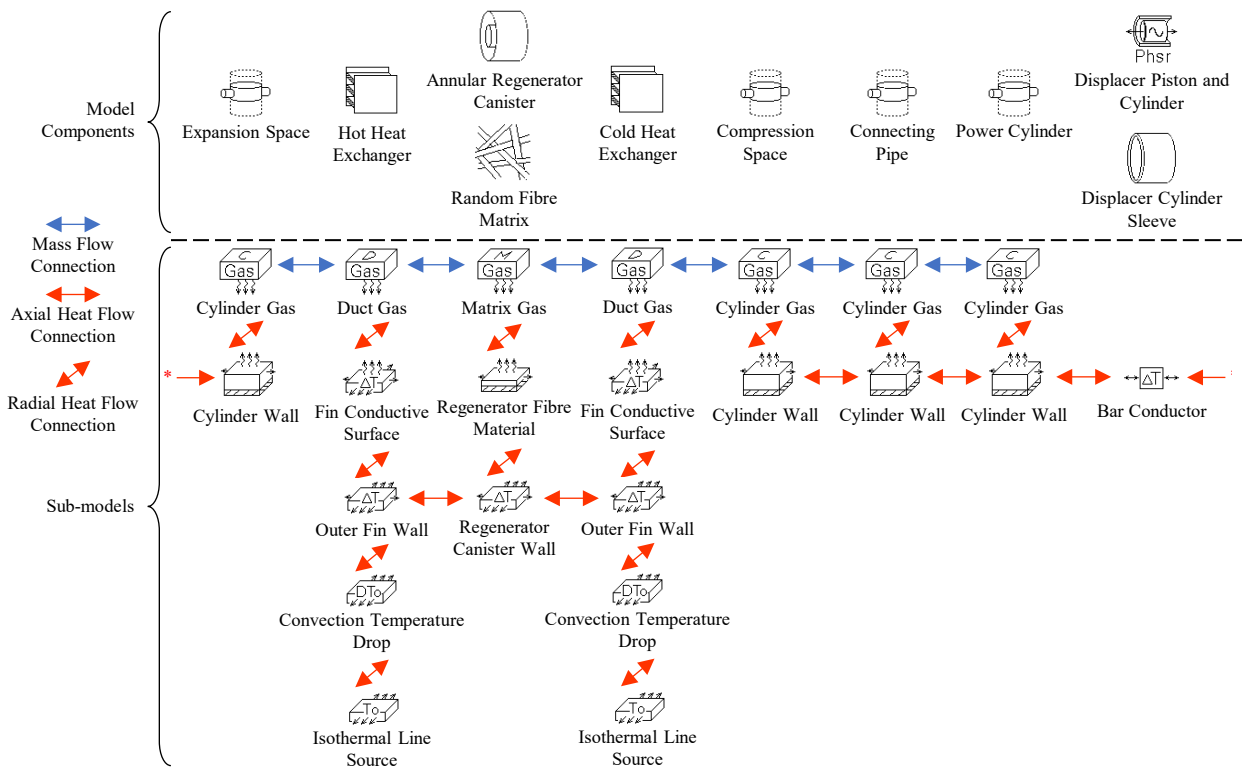 Model
Components
Expansion Space
Hot Heat
Exchanger
Annular Regenerator
Canister
Random Fibre
Matrix
Cold Heat
Exchanger
Compression
Space
Connecting
Pipe
Power Cylinder
Phsr
Displacer Piston and
Cylinder
Displacer Cylinder
Sleeve
Mass Flow
Connection
Axial Heat Flow
Connection
Radial Heat Flow
Connection
Sub-models
C
Gas
Cylinder Gas
D
Gas
Duct Gas
M
Gas
Matrix Gas
D
Gas
Duct Gas
C
Gas
Cylinder Gas
C
Gas
Cylinder Gas
C
Gas
Cylinder Gas
*
Cylinder Wall
ΔT
Fin Conductive
Surface
Regenerator Fibre
Material
ΔT
Fin Conductive
Surface
Cylinder Wall
Cylinder Wall
Cylinder Wall
ΔT
Bar Conductor
ΔT
Outer Fin Wall
ΔT
Regenerator
Canister Wall
ΔT
Outer Fin Wall
DTo
Convection Temperature
Drop
DTo
Convection Temperature
Drop
To
Isothermal Line
Source
To
Isothermal Line
Source